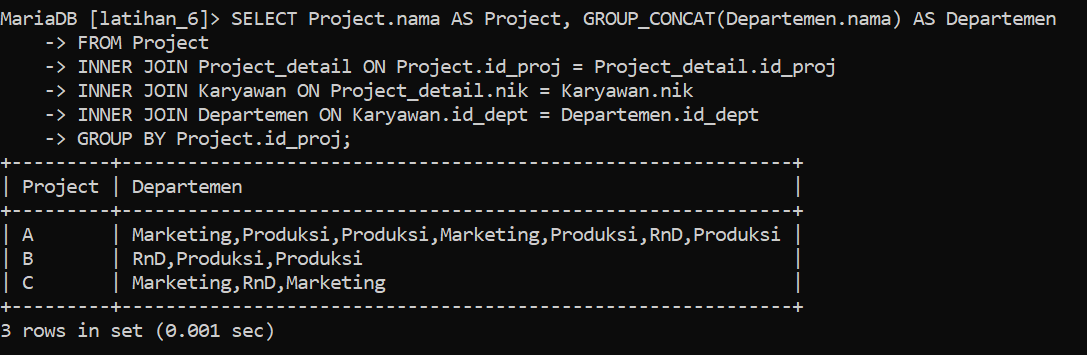 MariaDB [latihan_6]> SELECT Project.nama AS Project, GROUP_CONCAT(Departemen.nama) AS Departemen
    -> FROM Project
    -> INNER JOIN Project_detail ON Project.id_proj = Project_detail.id_proj
    -> INNER JOIN Karyawan ON Project_detail.nik = Karyawan.nik
    -> INNER JOIN Departemen ON Karyawan.id_dept = Departemen.id_dept
    -> GROUP BY Project.id_proj;
+---------+-------------------------------------------------------+
| Project | Departemen                                            |
+---------+-------------------------------------------------------+
| A       | Marketing,Produksi,Produksi,Marketing,Produksi,RnD,Produksi |
| B       | RnD,Produksi,Produksi                                 |
| C       | Marketing,RnD,Marketing                               |
+---------+-------------------------------------------------------+
3 rows in set (0.001 sec)